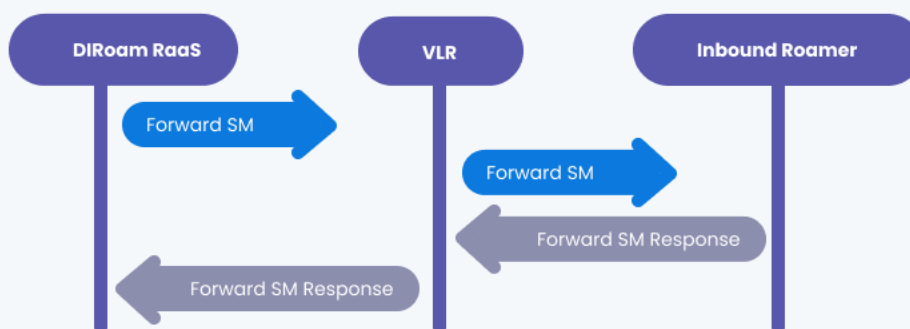 DIRoam RaaS
VLR
Inbound Roamer
Forward SM
Forward SM
Forward SM Response
Forward SM Response